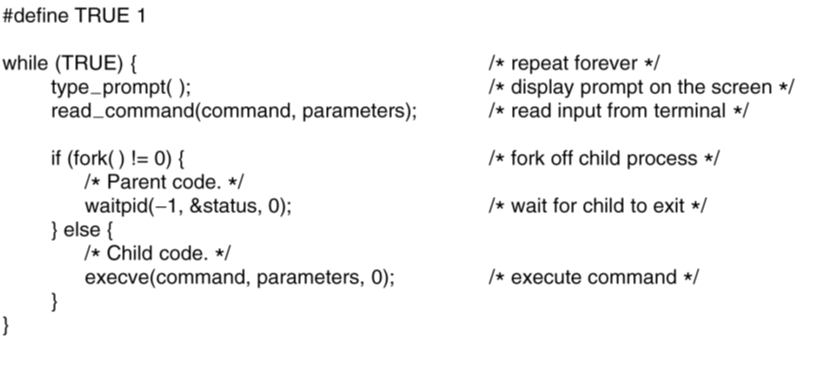 #define TRUE 1
while (TRUE) { /* repeat forever */
type_prompt( ); /* display prompt on the screen */
read_command(command, parameters); /* read input from terminal */
if (fork( ) != 0) { /* fork off child process */
/* Parent code. */
waitpid(−1, &status, 0); /* wait for child to exit */
} else {
/* Child code. */
execve(command, parameters, 0); /* execute command */
}
}